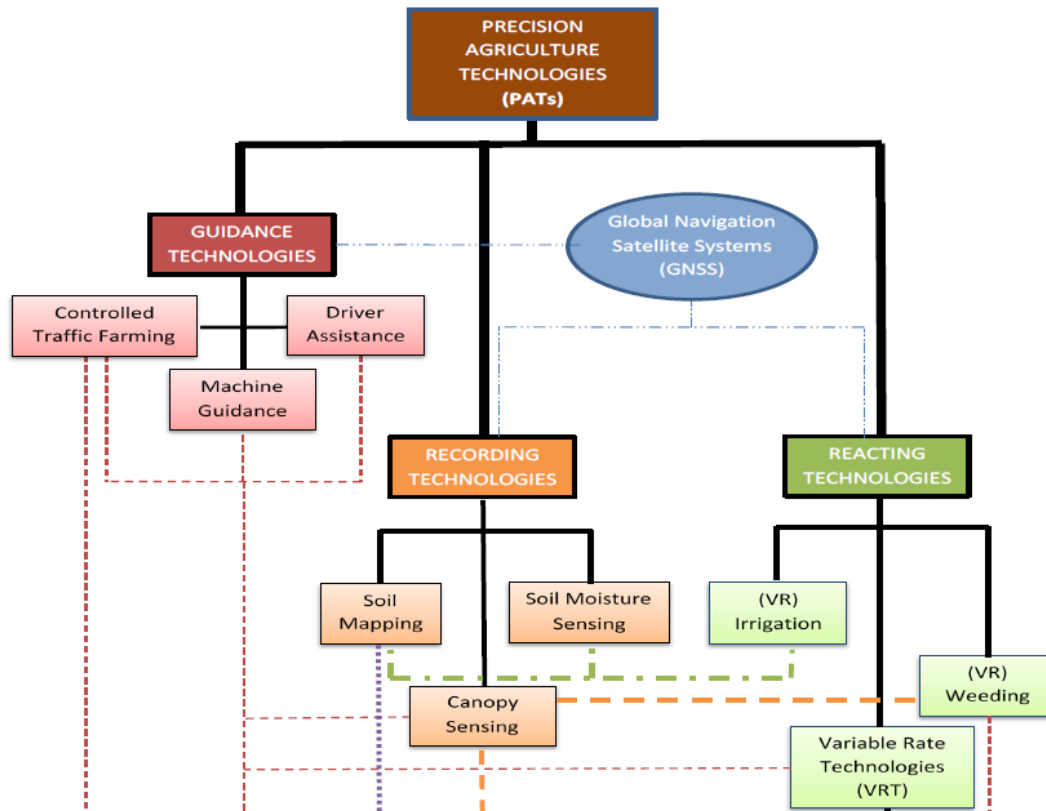 PRECISION
AGRICULTURE
TECHNOLOGIES
(PATs)
GUIDANCE
TECHNOLOGIES
Global Navigation
Satellite Systems
(GNSS)
Controlled
Traffic Farming
Driver
Assistance
Machine
Guidance
RECORDING
TECHNOLOGIES
REACTING
TECHNOLOGIES
Soil
Mapping
Soil Moisture
Sensing
(VR)
Irrigation
(VR)
Weeding
Canopy
Sensing
Variable Rate
Technologies
(VRT)